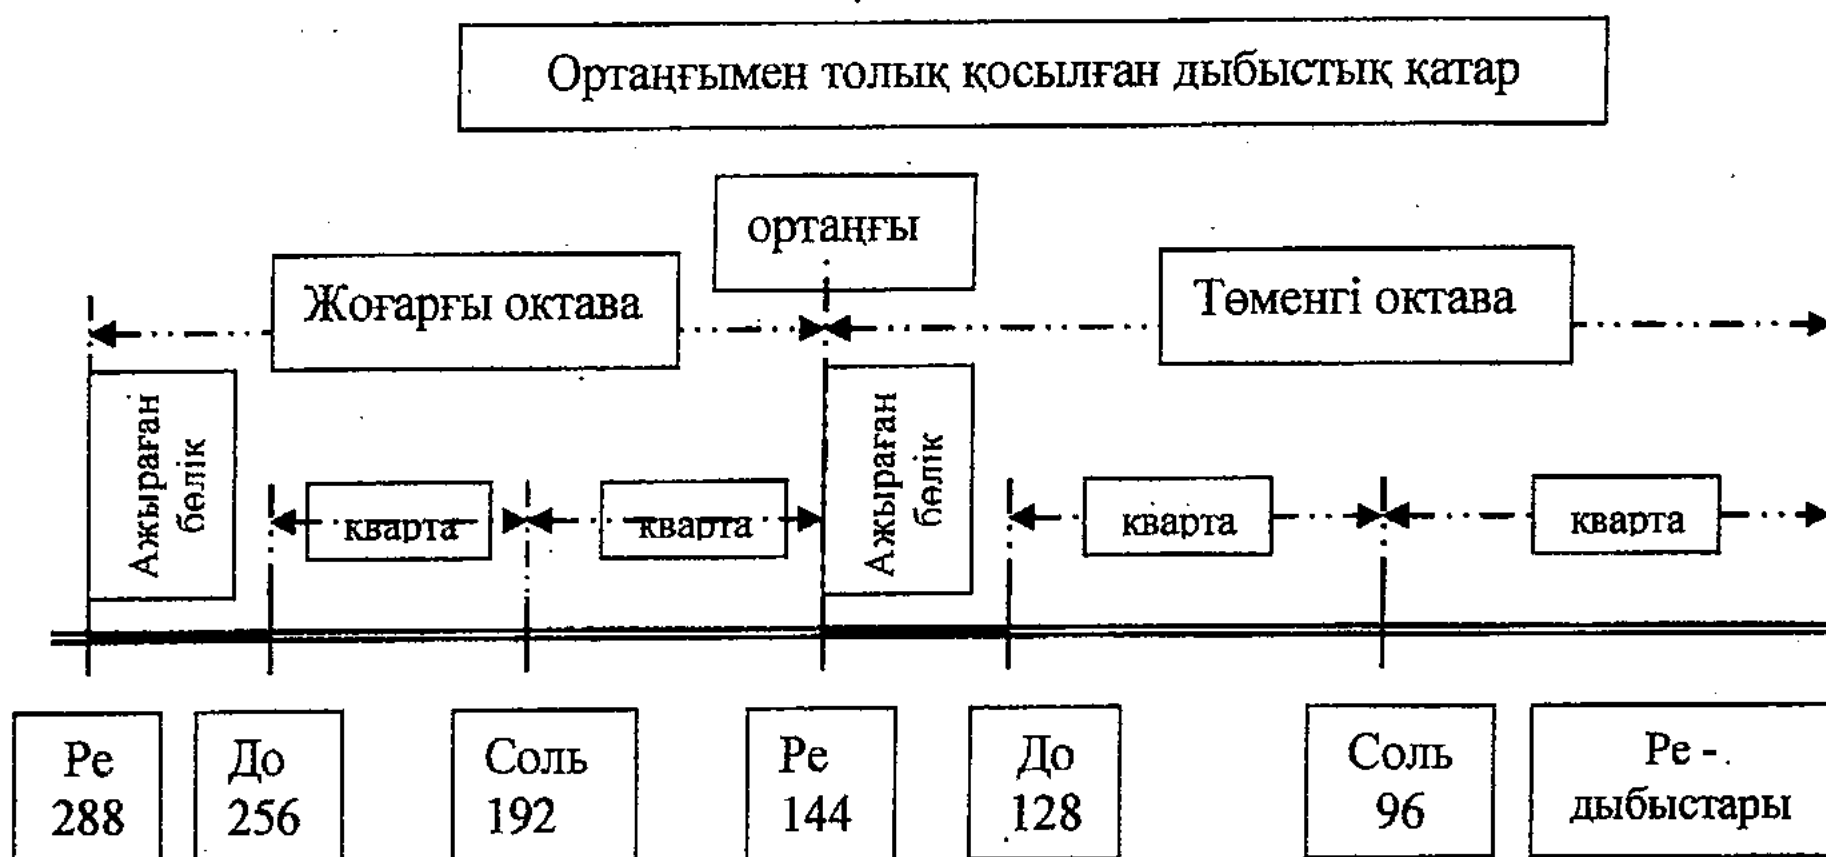 Ортаңғымен толық қосылған дыбыстық қатар
ортаңғы
Жоғарғы октава
Төменгі октава
Ажыраған
бөлік
кварта
кварта
Ажыраған
бөлік
кварта
кварта
Ре
288
До
256
Соль
192
Ре
144
До
128
Соль
96
Ре -
дыбыстары